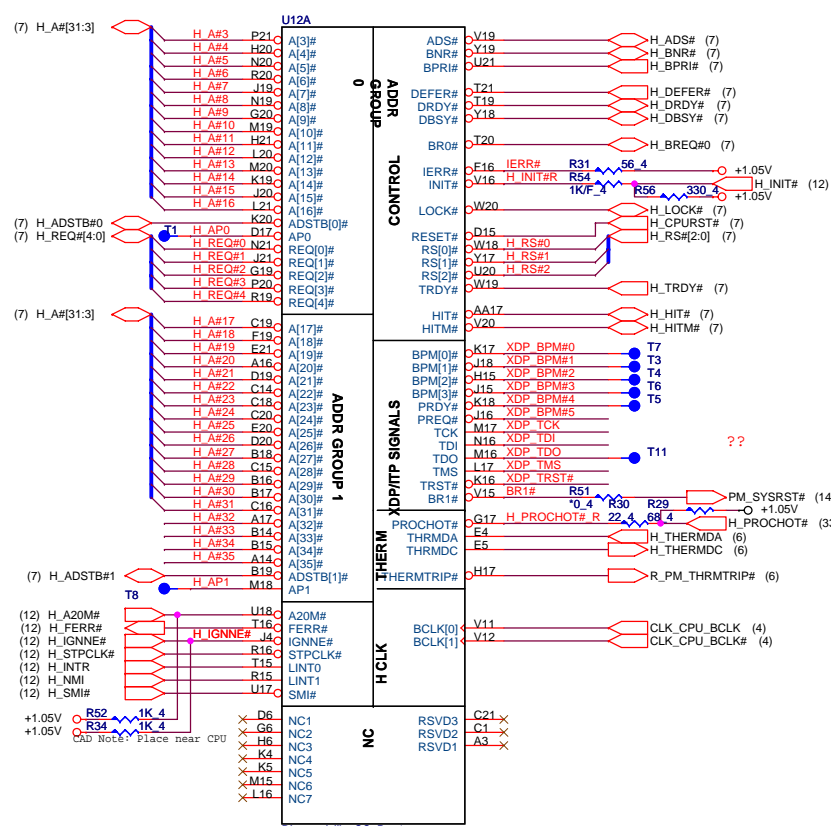 U12A
(7) H_A#[31:3]
H_A#3 P21 A[3]#
H_A#4 H20 A[4]#
H_A#5 N20 A[5]#
H_A#6 R20 A[6]#
H_A#7 J19 A[7]#
H_A#8 N19 A[8]#
H_A#9 G20 A[9]#
H_A#10 M19 A[10]#
H_A#11 H21 A[11]#
H_A#12 L20 A[12]#
H_A#13 M20 A[13]#
H_A#14 K19 A[14]#
H_A#15 J20 A[15]#
H_A#16 L21 A[16]#
(7) H_ADSTB#0 K20 ADSTB[0]#
T1 H_AP0 D17 AP0
(7) H_REQ#[4:0]
H_REQ#0 N21 REQ[0]#
H_REQ#1 J21 REQ[1]#
H_REQ#2 G19 REQ[2]#
H_REQ#3 P20 REQ[3]#
H_REQ#4 R19 REQ[4]#
(7) H_A#[31:3]
H_A#17 C19 A[17]#
H_A#18 F19 A[18]#
H_A#19 E21 A[19]#
H_A#20 A16 A[20]#
H_A#21 D19 A[21]#
H_A#22 C14 A[22]#
H_A#23 C18 A[23]#
H_A#24 C20 A[24]#
H_A#25 E20 A[25]#
H_A#26 D20 A[26]#
H_A#27 B18 A[27]#
H_A#28 C15 A[28]#
H_A#29 B16 A[29]#
H_A#30 B17 A[30]#
H_A#31 C16 A[31]#
H_A#32 A17 A[32]#
H_A#33 B14 A[33]#
H_A#34 B15 A[34]#
H_A#35 A14 A[35]#
(7) H_ADSTB#1 B19 ADSTB[1]#
T8 H_AP1 M18 AP1
(12) H_A20M# U18 A20M#
(12) H_FERR# T16 FERR#
(12) H_IGNNE# H_IGNNE# J4 IGNNE#
(12) H_STPCLK# R16 STPCLK#
(12) H_INTR T15 LINT0
(12) H_NMI R15 LINT1
(12) H_SMI# U17 SMI#
+1.05V R52 1K_4
+1.05V R34 1K_4
CAD Note: Place near CPU
D6 NC1
G6 NC2
H6 NC3
K4 NC4
K5 NC5
M15 NC6
L16 NC7
ADDR GROUP 0
CONTROL
ADDR GROUP 1
XDP/ITP SIGNALS
THERM
H CLK
NC
ADS# V19 H_ADS# (7)
BNR# Y19 H_BNR# (7)
BPRI# U21 H_BPRI# (7)
DEFER# T21 H_DEFER# (7)
DRDY# T19 H_DRDY# (7)
DBSY# Y18 H_DBSY# (7)
BR0# T20 H_BREQ#0 (7)
IERR# F16 IERR# R31 56_4 +1.05V
INIT# V16 H_INIT#R R54 1K/F_4 H_INIT# (12)
R56 330_4 +1.05V
LOCK# W20 H_LOCK# (7)
RESET# D15 H_CPURST# (7)
RS[0]# W18 H_RS#0 H_RS#[2:0] (7)
RS[1]# Y17 H_RS#1
RS[2]# U20 H_RS#2
TRDY# W19 H_TRDY# (7)
HIT# AA17 H_HIT# (7)
HITM# V20 H_HITM# (7)
BPM[0]# K17 XDP_BPM#0 T7
BPM[1]# J18 XDP_BPM#1 T3
BPM[2]# H15 XDP_BPM#2 T4
BPM[3]# J15 XDP_BPM#3 T6
PRDY# K18 XDP_BPM#4 T5
PREQ# J16 XDP_BPM#5
TCK M17 XDP_TCK
TDI N16 XDP_TDI ??
TDO M16 XDP_TDO T11
TMS L17 XDP_TMS
TRST# K16 XDP_TRST#
BR1# V15 BR1# R51 *0_4 PM_SYSRST# (14
R29 68_4 +1.05V
PROCHOT# G17 H_PROCHOT#_R R30 22_4 H_PROCHOT# (33
THRMDA E4 H_THERMDA (6)
THRMDC E5 H_THERMDC (6)
THERMTRIP# H17 R_PM_THRMTRIP# (6)
BCLK[0] V11 CLK_CPU_BCLK (4)
BCLK[1] V12 CLK_CPU_BCLK# (4)
RSVD3 C21
RSVD2 C1
RSVD1 A3